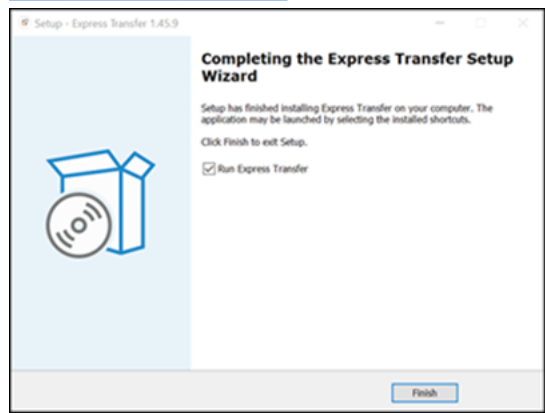 Setup - Express Transfer 1.45.9
Completing the Express Transfer Setup
Wizard
Setup has finished installing Express Transfer on your computer. The
application may be launched by selecting the installed shortcuts.
Click Finish to exit Setup.
Run Express Transfer
Finish